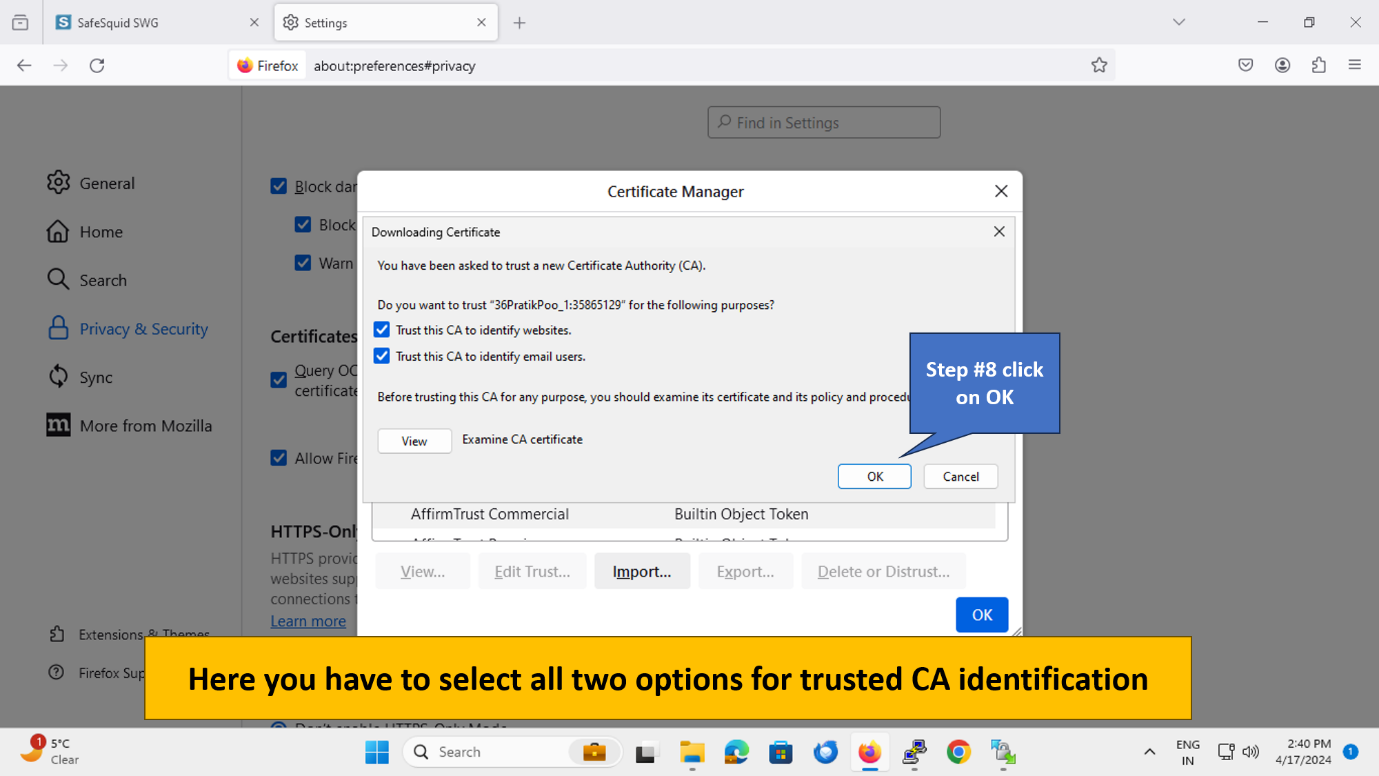 SafeSquid SWG
Settings
Firefox
about:preferences#privacy
Find in Settings
General
Home
Search
Privacy & Security
Sync
More from Mozilla
Extensions & Themes
Firefox Sup
Block dan
Block
Warn
Certificates
Query OC
certificate
Allow Fire
HTTPS-Onl
HTTPS provid
websites sup
connections t
Learn more
Don't enable HTTPS-Only Mode
Certificate Manager
Downloading Certificate
You have been asked to trust a new Certificate Authority (CA).
Do you want to trust "36PratikPoo_1:35865129" for the following purposes?
Trust this CA to identify websites.
Trust this CA to identify email users.
Before trusting this CA for any purpose, you should examine its certificate and its policy and procedu
View
Examine CA certificate
OK
Cancel
Step #8 click
on OK
AffirmTrust Commercial
Builtin Object Token
View...
Edit Trust...
Import...
Export...
Delete or Distrust...
OK
Here you have to select all two options for trusted CA identification
1
5°C
Clear
Search
ENG
IN
2:40 PM
4/17/2024
1